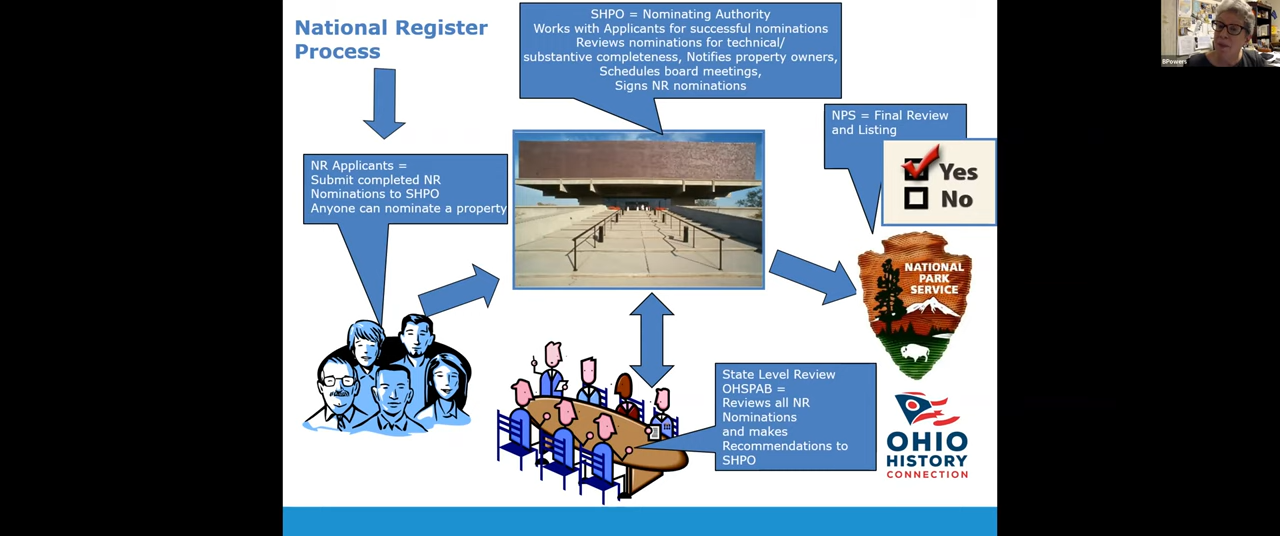 National Register
Process
SHPO = Nominating Authority
Works with Applicants for successful nominations
Reviews nominations for technical/
substantive completeness, Notifies property owners,
Schedules board meetings,
Signs NR nominations
BPowers
NPS = Final Review
and Listing
Yes
No
NR Applicants =
Submit completed NR
Nominations to SHPO
Anyone can nominate a property
NATIONAL
PARK
SERVICE
State Level Review
OHSPAB =
Reviews all NR
Nominations
and makes
Recommendations to
SHPO
OHIO
HISTORY
CONNECTION